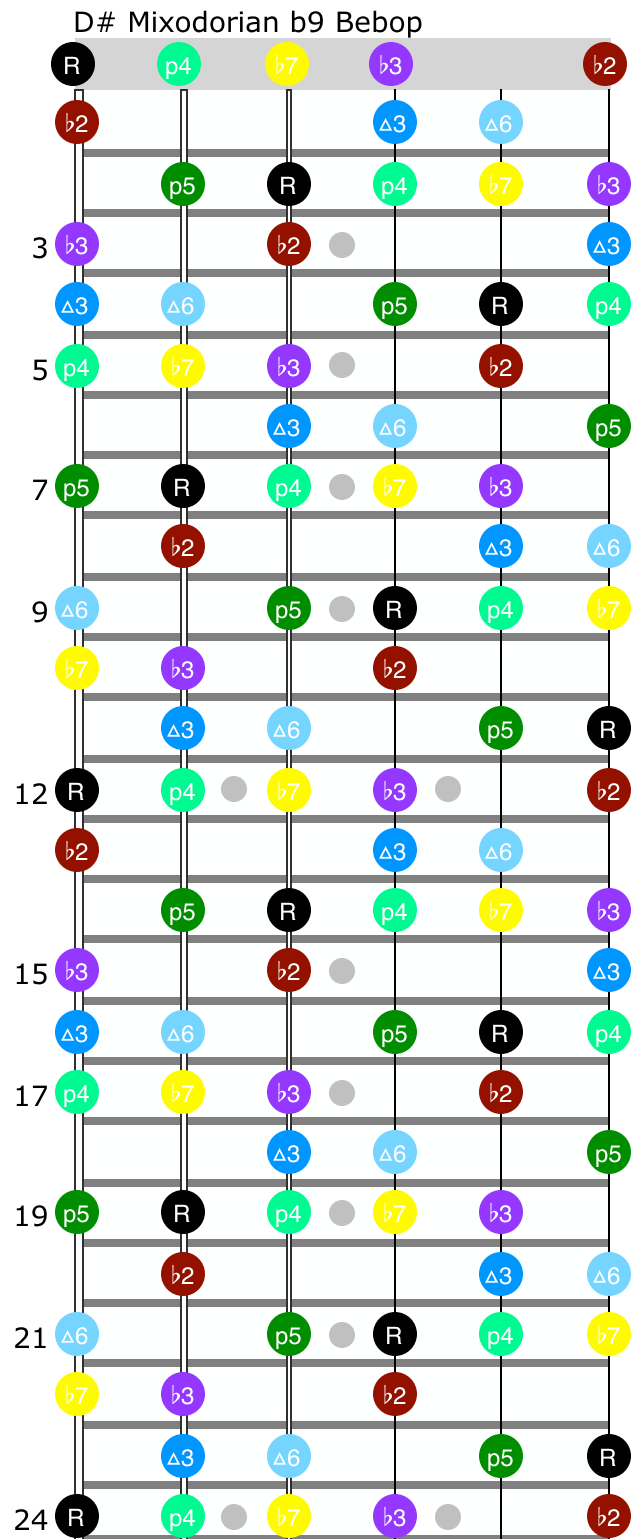 D# Mixodorian b9 Bebop
R p4 ♭7 ♭3 ♭2
♭2 △3 △6
p5 R p4 ♭7 ♭3
3 ♭3 ♭2 △3
△3 △6 p5 R p4
5 p4 ♭7 ♭3 ♭2
△3 △6 p5
7 p5 R p4 ♭7 ♭3
♭2 △3 △6
9 △6 p5 R p4 ♭7
♭7 ♭3 ♭2
△3 △6 p5 R
12 R p4 ♭7 ♭3 ♭2
♭2 △3 △6
p5 R p4 ♭7 ♭3
15 ♭3 ♭2 △3
△3 △6 p5 R p4
17 p4 ♭7 ♭3 ♭2
△3 △6 p5
19 p5 R p4 ♭7 ♭3
♭2 △3 △6
21 △6 p5 R p4 ♭7
♭7 ♭3 ♭2
△3 △6 p5 R
24 R p4 ♭7 ♭3 ♭2